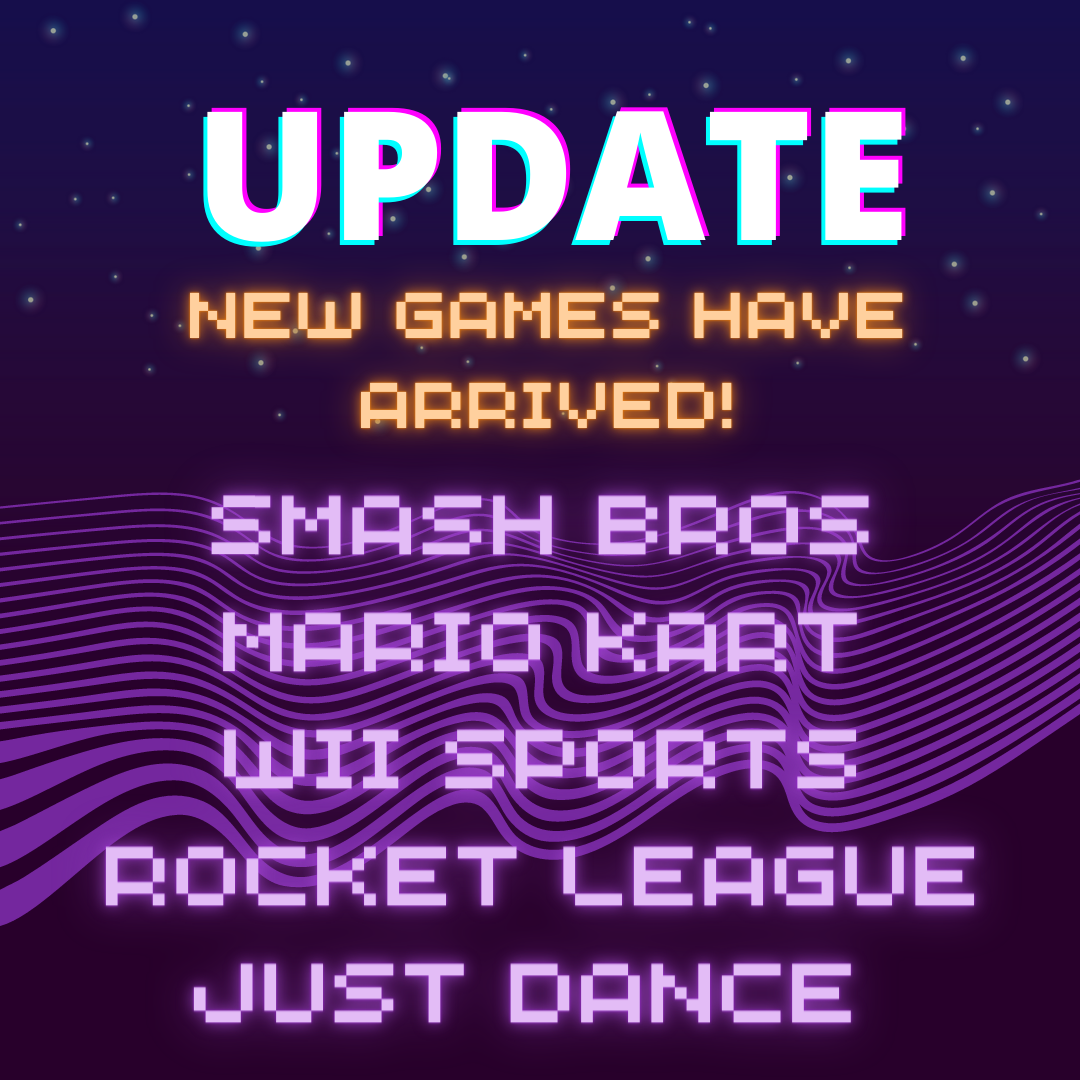 UPDATE
NEW GAMES HAVE
ARRIVED!
SMASH BROS
MARIO KART
WII SPORTS
ROCKET LEAGUE
JUST DANCE